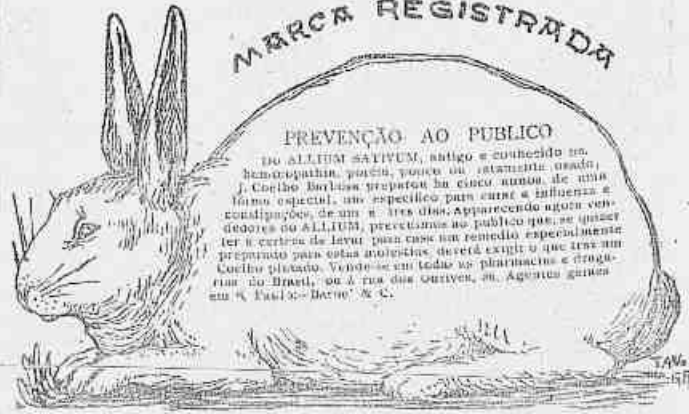 MARCA REGISTRADA
PREVENÇÃO AO PUBLICO
Do ALLIUM SATIVUM, antigo e conhecido na
homœopathia, porém, pouco ou raramente usado,
J. Coelho Barbosa preparou ha cinco annos, de uma
fórma especial, um especifico para curar a influenza e
constipações, de um a tres dias. Apparecendo agora ven-
dedores do ALLIUM, prevenimos ao publico que, se quizer
ter a certeza de levar para casa um remedio especialmente
preparado para estas molestias, deverá exigir o que traz um
Coelho pintado. Vende-se em todas as pharmacias e droga-
rias do Brasil, ou á rua dos Ourives, Agentes geraes
em S. Paulo:— & C.